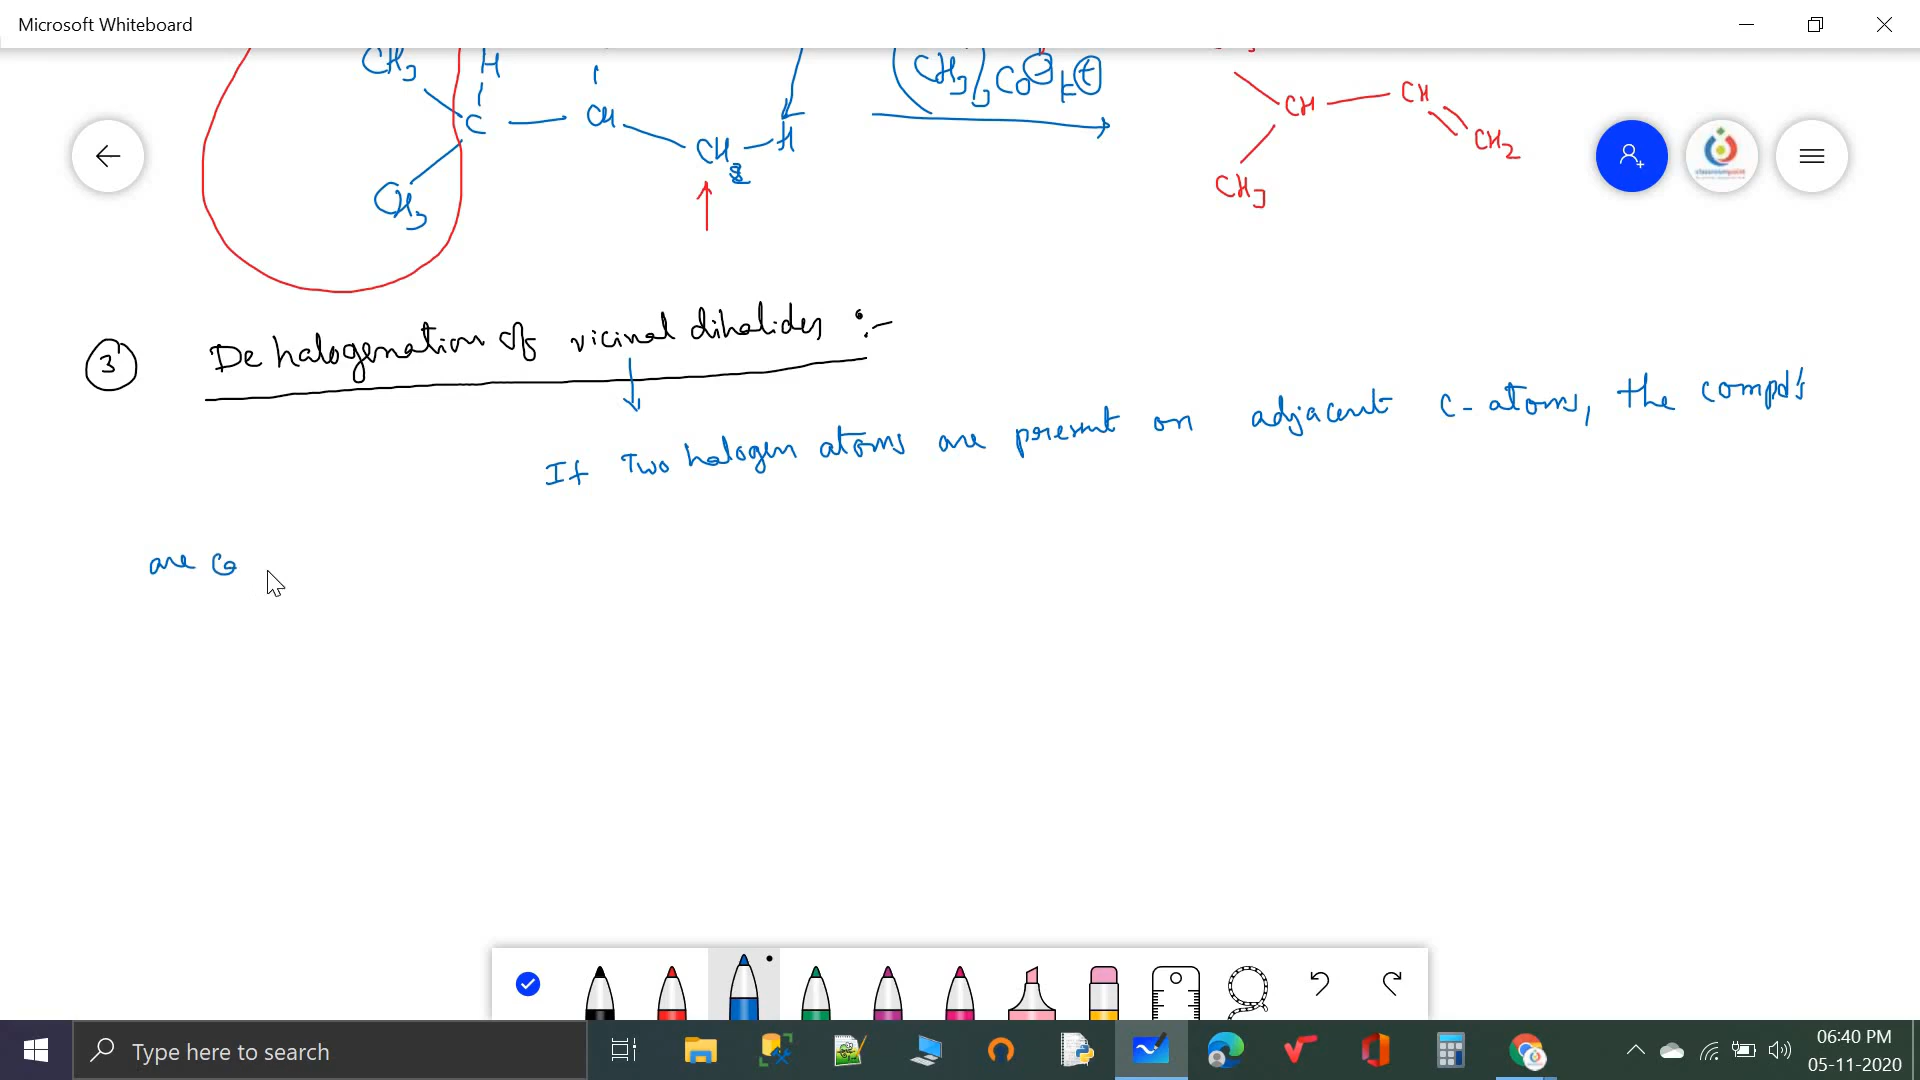 Microsoft Whiteboard
CH3 H
(CH3)3CO⊖K⊕
C CH CH2 H
CH CH CH2
CH3
CH3
3 Dehalogenation of vicinal dihalides :-
If Two halogen atoms are present on adjacent C-atoms, the compd's
are Co
Type here to search
06:40 PM
05-11-2020